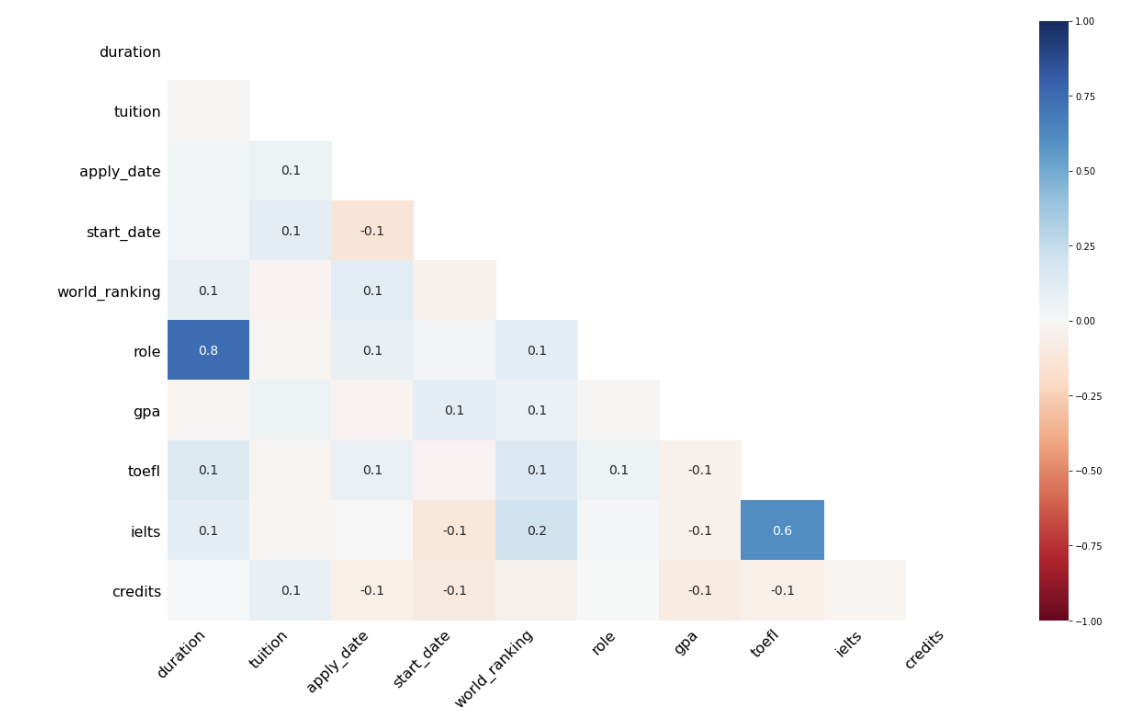 duration
tuition
apply_date 0.1
start_date 0.1 -0.1
world_ranking 0.1 0.1
role 0.8 0.1 0.1
gpa 0.1 0.1
toefl 0.1 0.1 0.1 0.1 -0.1
ielts 0.1 -0.1 0.2 -0.1 0.6
credits 0.1 -0.1 -0.1 -0.1 -0.1
duration tuition apply_date start_date world_ranking role gpa toefl ielts credits
1.00
0.75
0.50
0.25
0.00
−0.25
−0.50
−0.75
−1.00